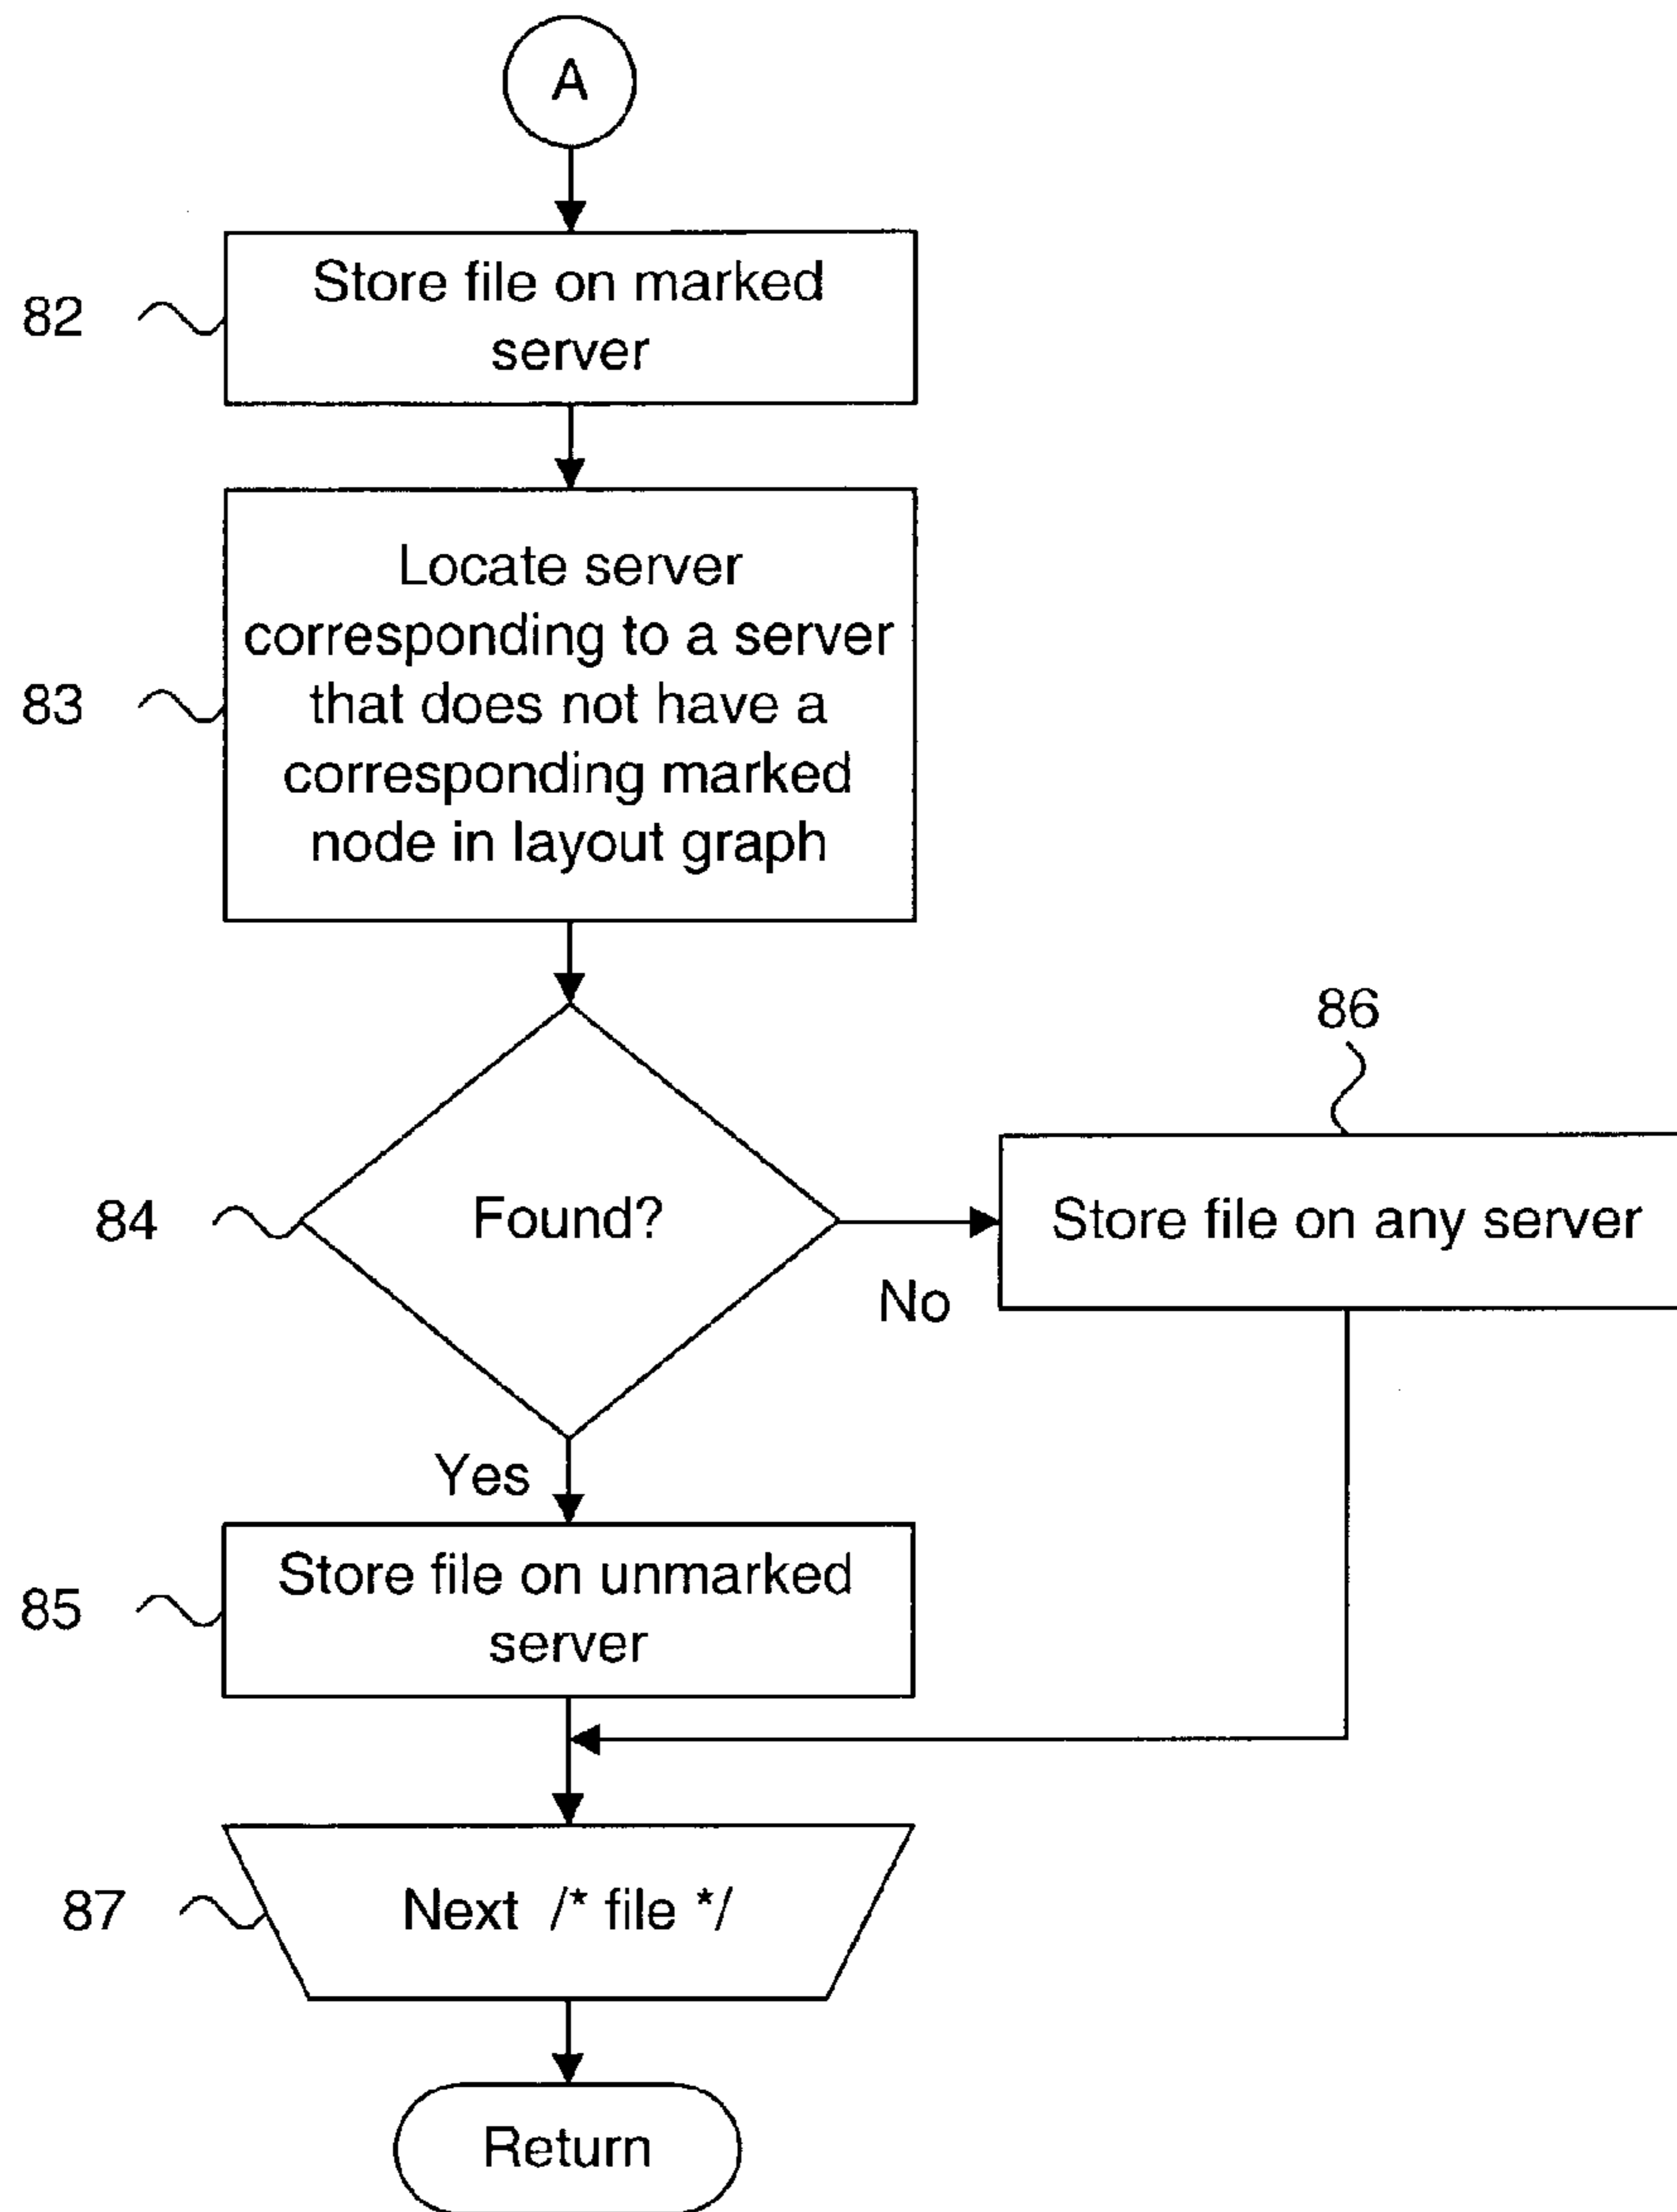 A
Store file on marked
server
82
Locate server
corresponding to a server
that does not have a
corresponding marked
node in layout graph
83
86
84
Found?
Store file on any server
No
Yes
Store file on unmarked
server
85
87
Next /* file */
Return